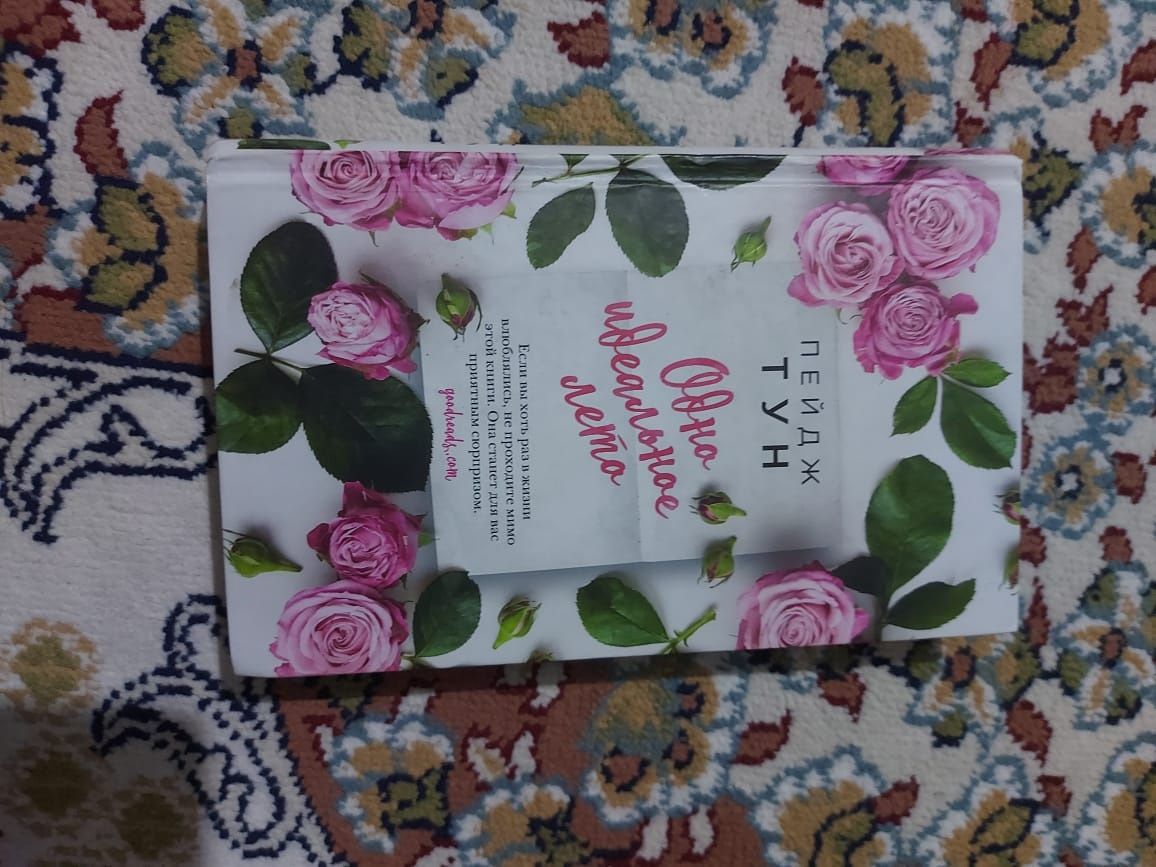 ПЕЙДЖ
ТУН
Одно
идеальное
лето
Если вы хоть раз в жизни
влюблялись, не проходите мимо
этой книги. Она станет для вас
приятным сюрпризом.
goodreads.com